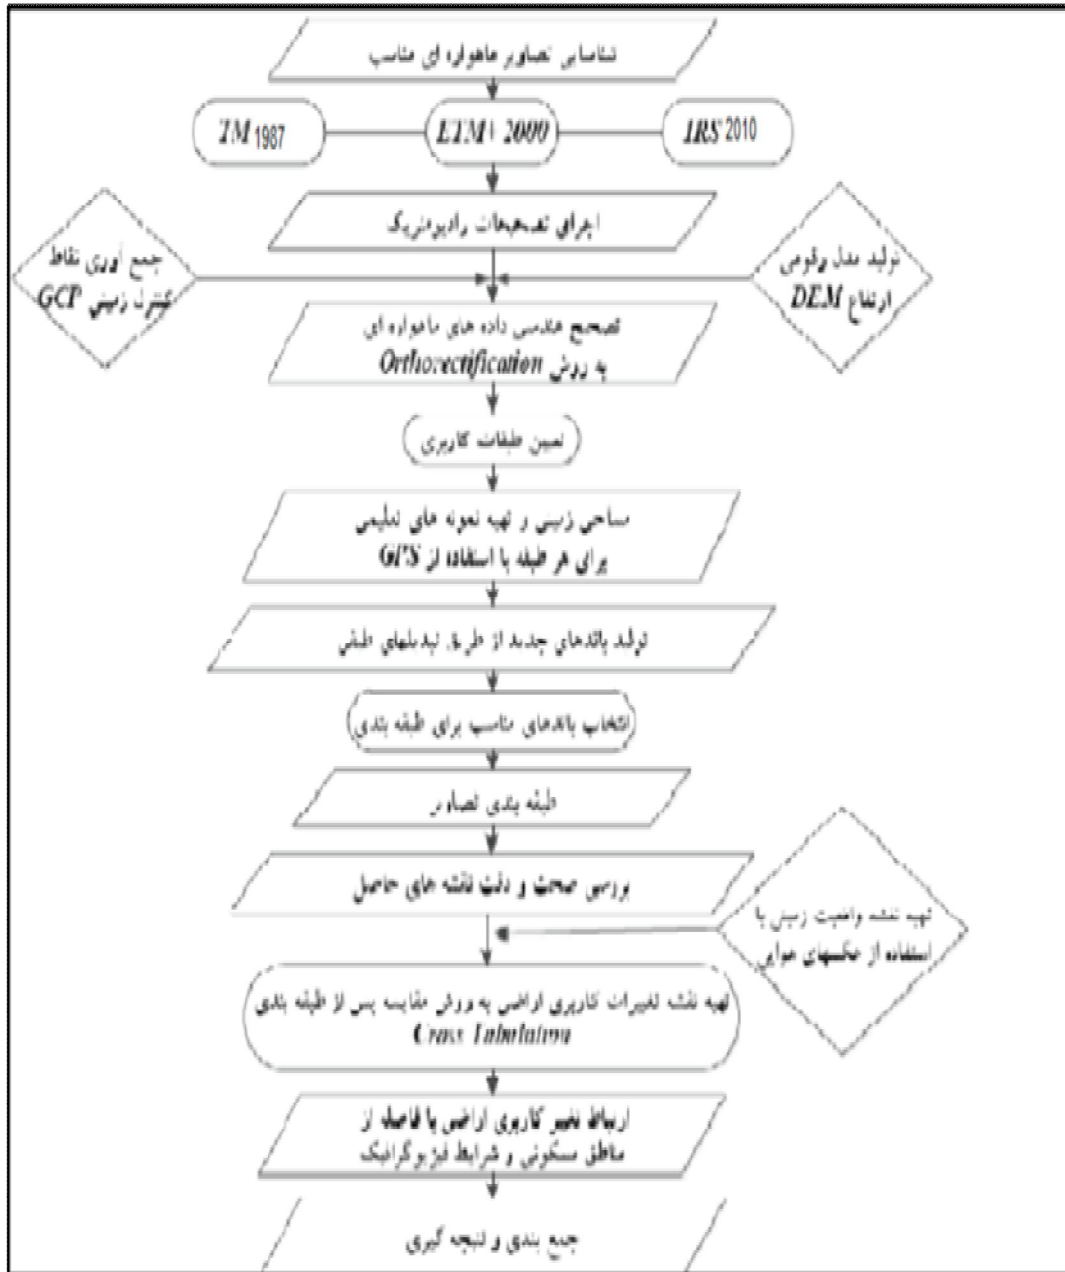 شناسایی تصاویر ماهواره ای مناسب
TM 1987
ETM+ 2000
IRS 2010
اجرای تصحیحات رادیومتریک
جمع آوری نقاط
کنترل زمینی GCP
تولید مدل رقومی
ارتفاع DEM
تصحیح هندسی داده های ماهواره ای
به روش Orthorectification
تعیین طبقات کاربری
مساحی زمینی و تهیه نمونه های تعلیمی
برای هر طبقه با استفاده از GPS
تولید باندهای جدید از طریق تبدیلهای طیفی
انتخاب باندهای مناسب برای طبقه بندی
طبقه بندی تصاویر
بررسی صحت و دقت نقشه های حاصل
تهیه نقشه واقعیت زمینی با
استفاده از عکسهای هوایی
تهیه نقشه تغییرات کاربری اراضی به روش مقایسه پس از طبقه بندی
Cross Tabulation
ارتباط تغییر کاربری اراضی با فاصله از
مناطق مسکونی و شرایط فیزیوگرافیک
جمع بندی و نتیجه گیری